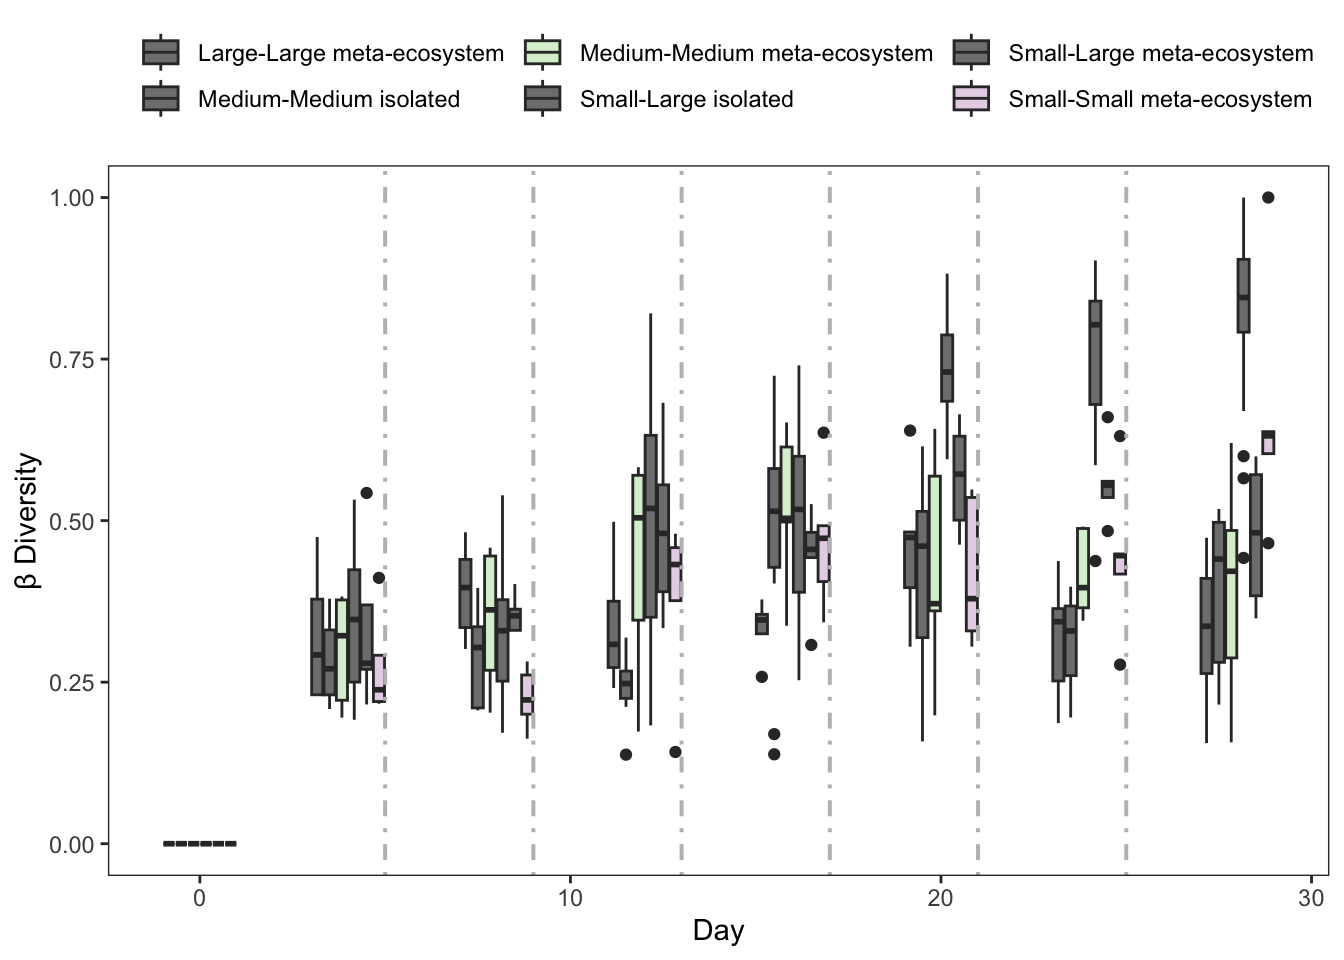 Large-Large meta-ecosystem Medium-Medium meta-ecosystem Small-Large meta-ecosystem
Medium-Medium isolated Small-Large isolated Small-Small meta-ecosystem
1.00
0.75
0.50
0.25
0.00
β Diversity
0 10 20 30
Day